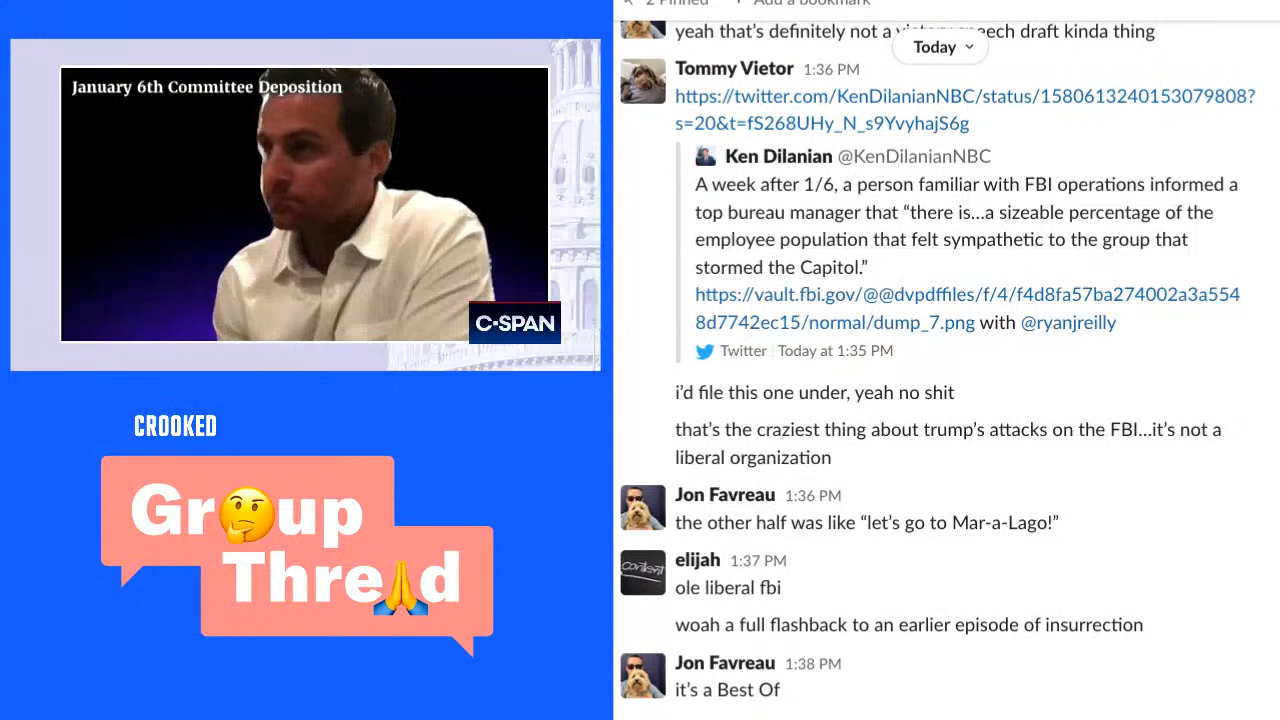 January 6th Committee Deposition
C-SPAN
CROOKED
Gr🤔up
Thre🙏d
2 Pinned + Add a bookmark
yeah that's definitely not a victory speech draft kinda thing
Today
Tommy Vietor 1:36 PM
https://twitter.com/KenDilanianNBC/status/1580613240153079808?
s=20&t=fS268UHy_N_s9YvyhajS6g
Ken Dilanian @KenDilanianNBC
A week after 1/6, a person familiar with FBI operations informed a
top bureau manager that “there is...a sizeable percentage of the
employee population that felt sympathetic to the group that
stormed the Capitol.”
https://vault.fbi.gov/@@dvpdffiles/f/4/f4d8fa57ba274002a3a554
8d7742ec15/normal/dump_7.png with @ryanjreilly
Twitter Today at 1:35 PM
i'd file this one under, yeah no shit
that's the craziest thing about trump's attacks on the FBI...it's not a
liberal organization
Jon Favreau 1:36 PM
the other half was like “let's go to Mar-a-Lago!”
content
elijah 1:37 PM
ole liberal fbi
woah a full flashback to an earlier episode of insurrection
Jon Favreau 1:38 PM
it's a Best Of